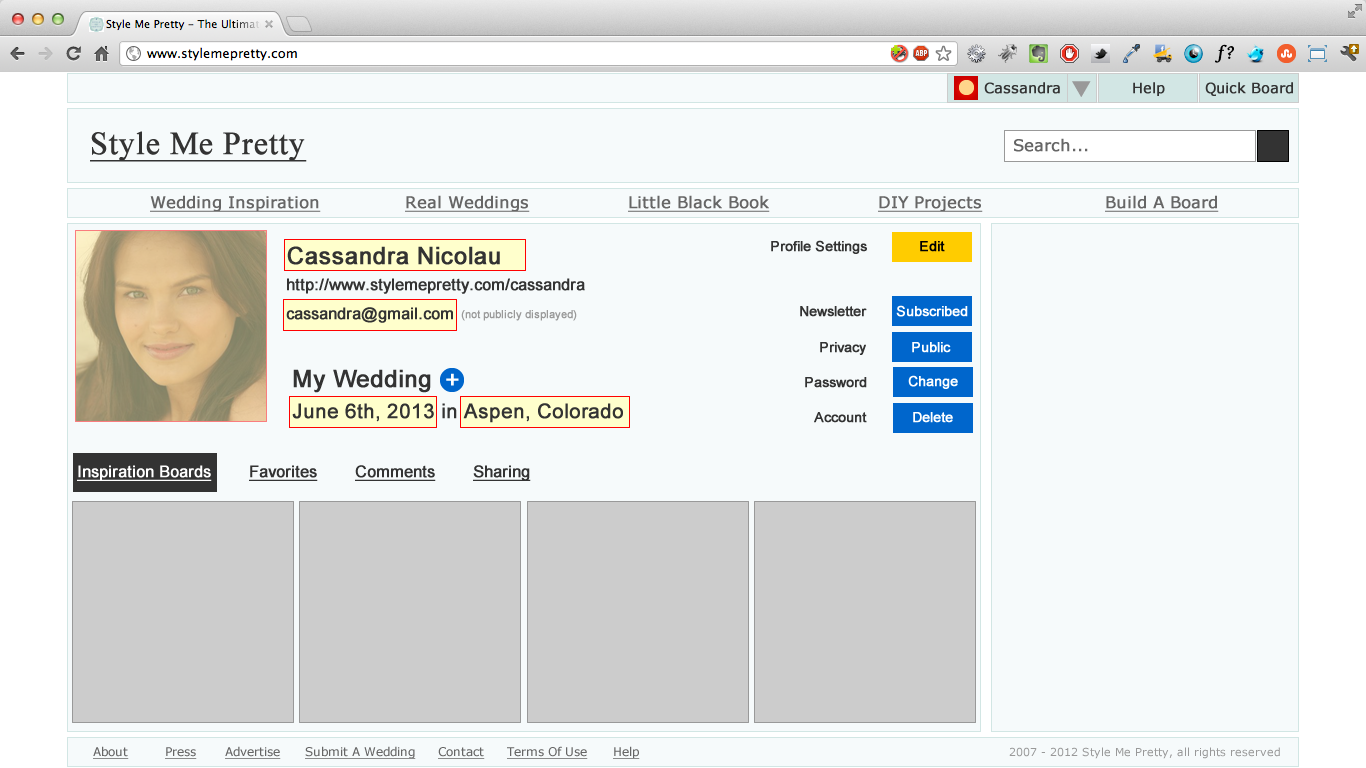 Style Me Pretty – The Ultimat
www.stylemepretty.com
ABP
f?
Cassandra Help Quick Board
Style Me Pretty
Search...
Wedding Inspiration Real Weddings Little Black Book DIY Projects Build A Board
Cassandra Nicolau
http://www.stylemepretty.com/cassandra
cassandra@gmail.com (not publicly displayed)
My Wedding +
June 6th, 2013 in Aspen, Colorado
Profile Settings Edit
Newsletter Subscribed
Privacy Public
Password Change
Account Delete
Inspiration Boards Favorites Comments Sharing
About Press Advertise Submit A Wedding Contact Terms Of Use Help
2007 - 2012 Style Me Pretty, all rights reserved